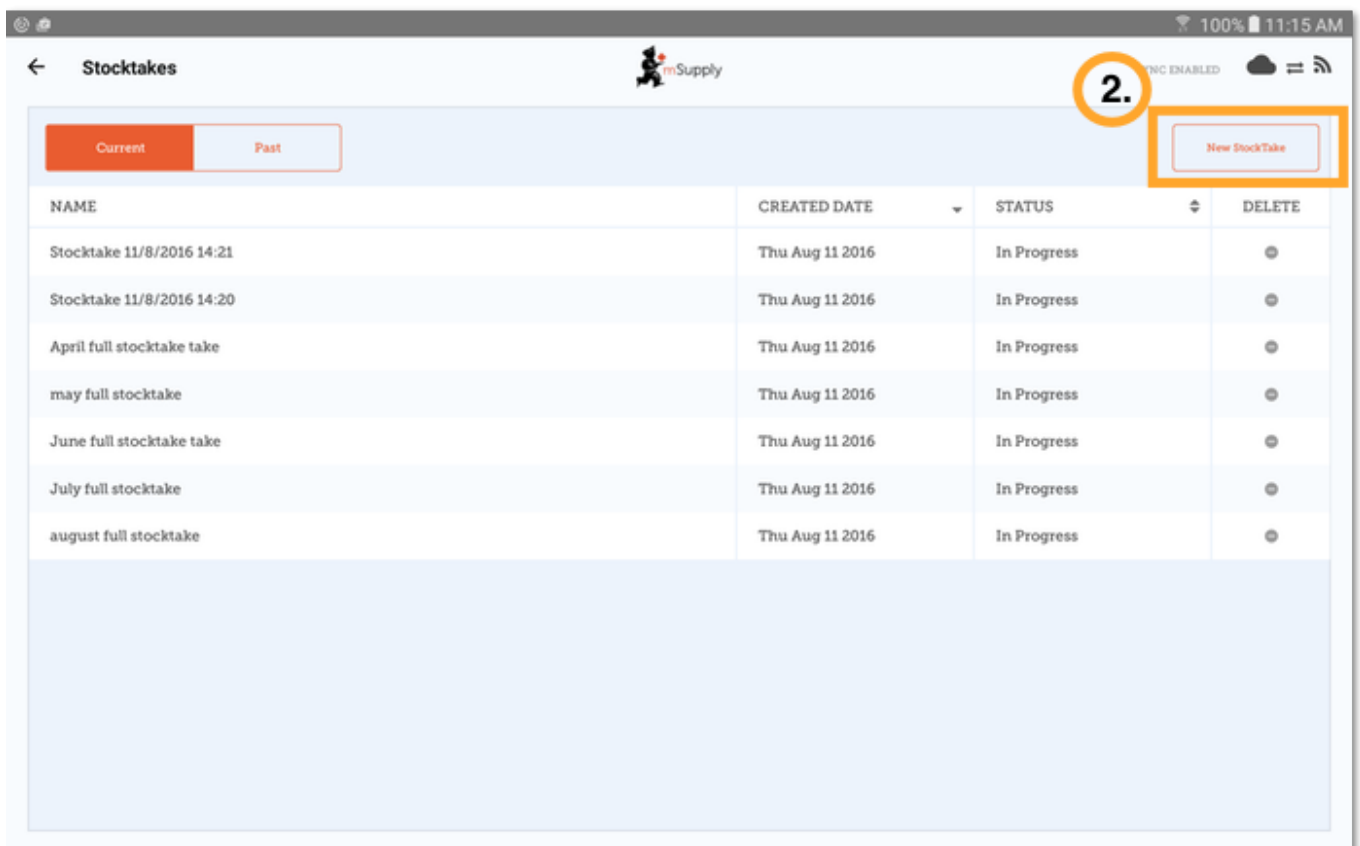 100% 11:15 AM
Stocktakes
mSupply
YNC ENABLED
2.
Current Past
New StockTake
NAME CREATED DATE STATUS DELETE
Stocktake 11/8/2016 14:21 Thu Aug 11 2016 In Progress
Stocktake 11/8/2016 14:20 Thu Aug 11 2016 In Progress
April full stocktake take Thu Aug 11 2016 In Progress
may full stocktake Thu Aug 11 2016 In Progress
June full stocktake take Thu Aug 11 2016 In Progress
July full stocktake Thu Aug 11 2016 In Progress
august full stocktake Thu Aug 11 2016 In Progress